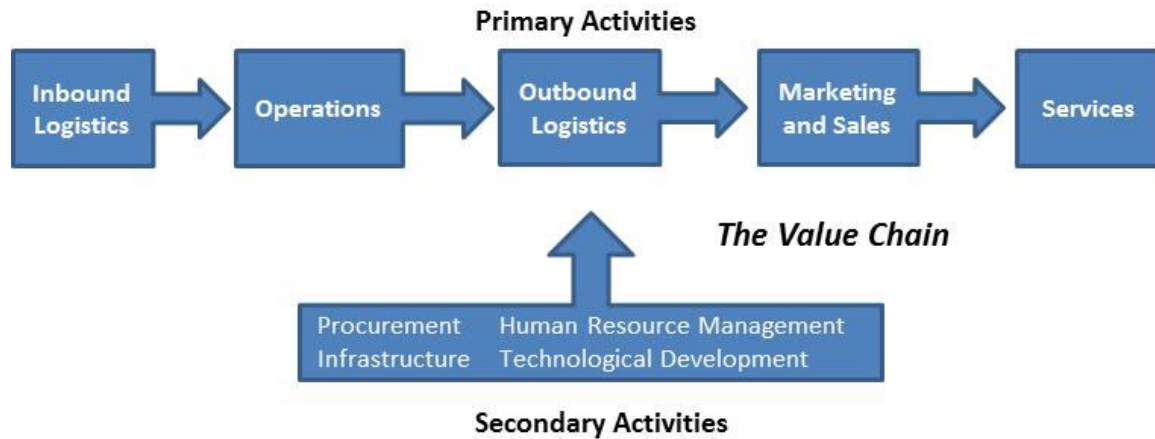 Primary Activities
Inbound
Logistics
Operations
Outbound
Logistics
Marketing
and Sales
Services
The Value Chain
Procurement Human Resource Management
Infrastructure Technological Development
Secondary Activities